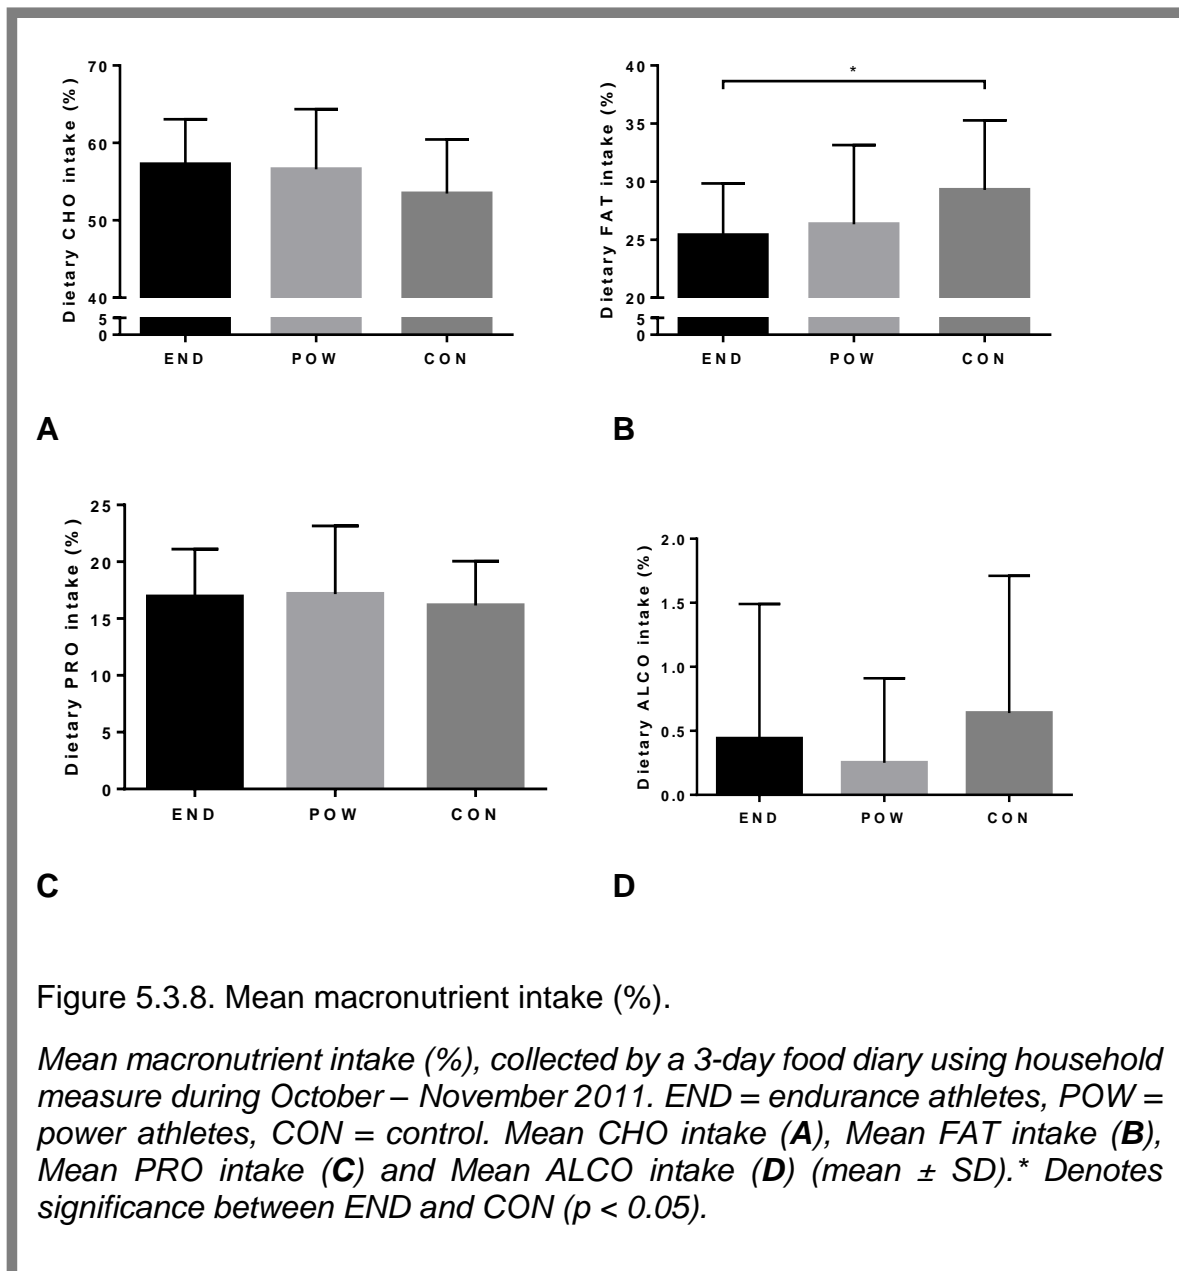 70
60
50
40
5
0
Dietary CHO intake (%)
END POW CON
A
40
35
30
25
20
5
0
Dietary FAT intake (%)
*
END POW CON
B
25
20
15
10
5
0
Dietary PRO intake (%)
END POW CON
C
2.0
1.5
1.0
0.5
0.0
Dietary ALCO intake (%)
END POW CON
D
Figure 5.3.8. Mean macronutrient intake (%).
Mean macronutrient intake (%), collected by a 3-day food diary using household
measure during October – November 2011. END = endurance athletes, POW =
power athletes, CON = control. Mean CHO intake (A), Mean FAT intake (B),
Mean PRO intake (C) and Mean ALCO intake (D) (mean ± SD).* Denotes
significance between END and CON (p < 0.05).